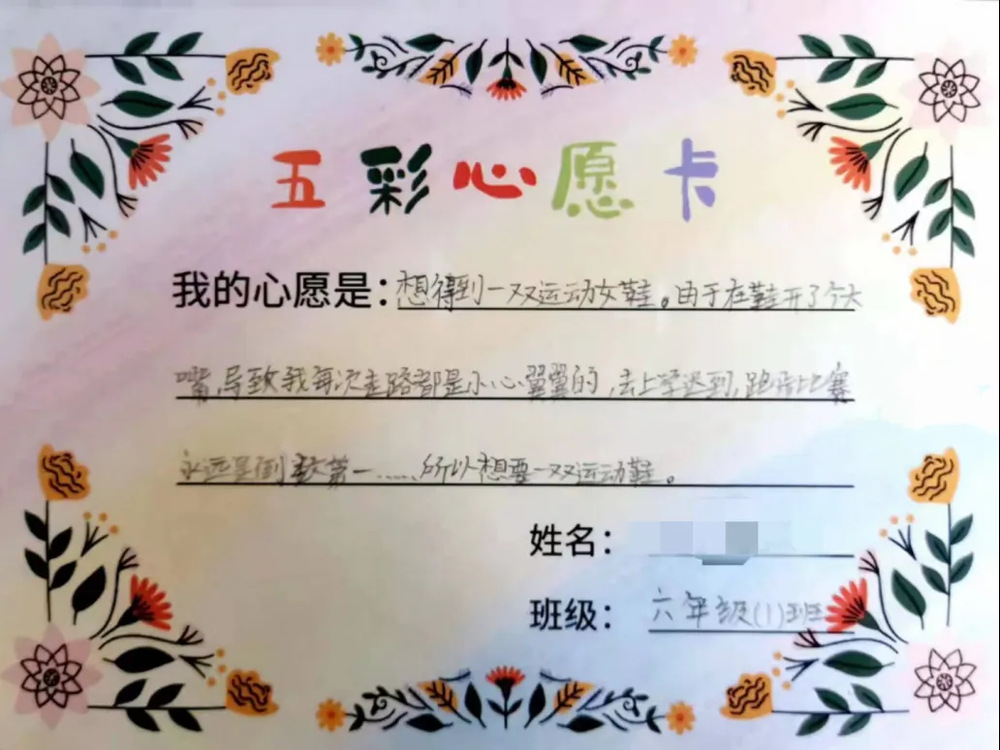 五彩心愿卡
我的心愿是：想得到一双运动女鞋。由于在鞋开了个大
嘴，导致我每次走路都是小心翼翼的，去上学迟到，跑步比赛
永远是倒数第一……所以想要一双运动鞋。
姓名：
班级：六年级(1)班